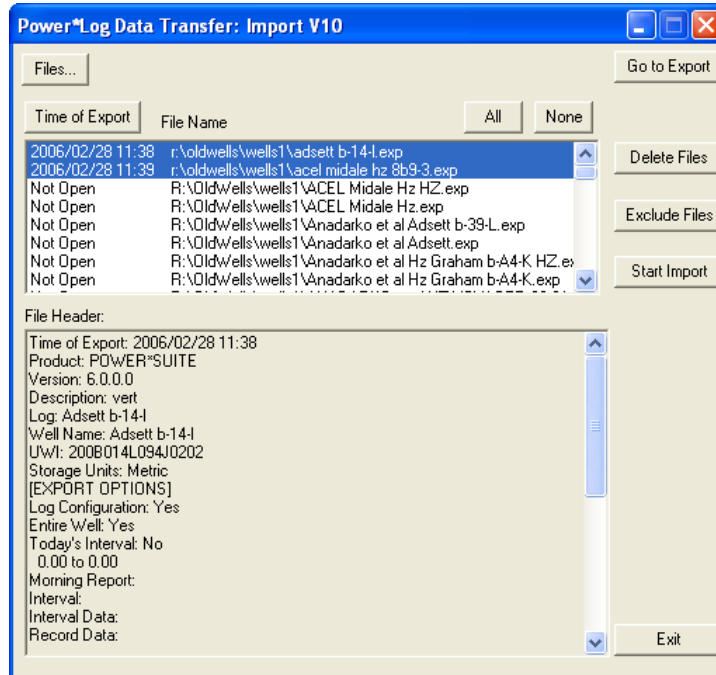 Power*Log Data Transfer: Import V10
Files...
Go to Export
Time of Export File Name All None
2006/02/28 11:38 r:\oldwells\wells1\adsett b-14-l.exp
2006/02/28 11:39 r:\oldwells\wells1\acel midale hz 8b9-3.exp
Not Open R:\OldWells\wells1\ACEL Midale Hz HZ.exp
Not Open R:\OldWells\wells1\ACEL Midale Hz.exp
Not Open R:\OldWells\wells1\Anadarko et al Adsett b-39-L.exp
Not Open R:\OldWells\wells1\Anadarko et al Adsett.exp
Not Open R:\OldWells\wells1\Anadarko et al Hz Graham b-A4-K HZ.ex
Not Open R:\OldWells\wells1\Anadarko et al Hz Graham b-A4-K.exp
Delete Files
Exclude Files
Start Import
File Header:
Time of Export: 2006/02/28 11:38
Product: POWER*SUITE
Version: 6.0.0.0
Description: vert
Log: Adsett b-14-l
Well Name: Adsett b-14-l
UWI: 200B014L094J0202
Storage Units: Metric
[EXPORT OPTIONS]
Log Configuration: Yes
Entire Well: Yes
Today's Interval: No
0.00 to 0.00
Morning Report:
Interval:
Interval Data:
Record Data:
Exit